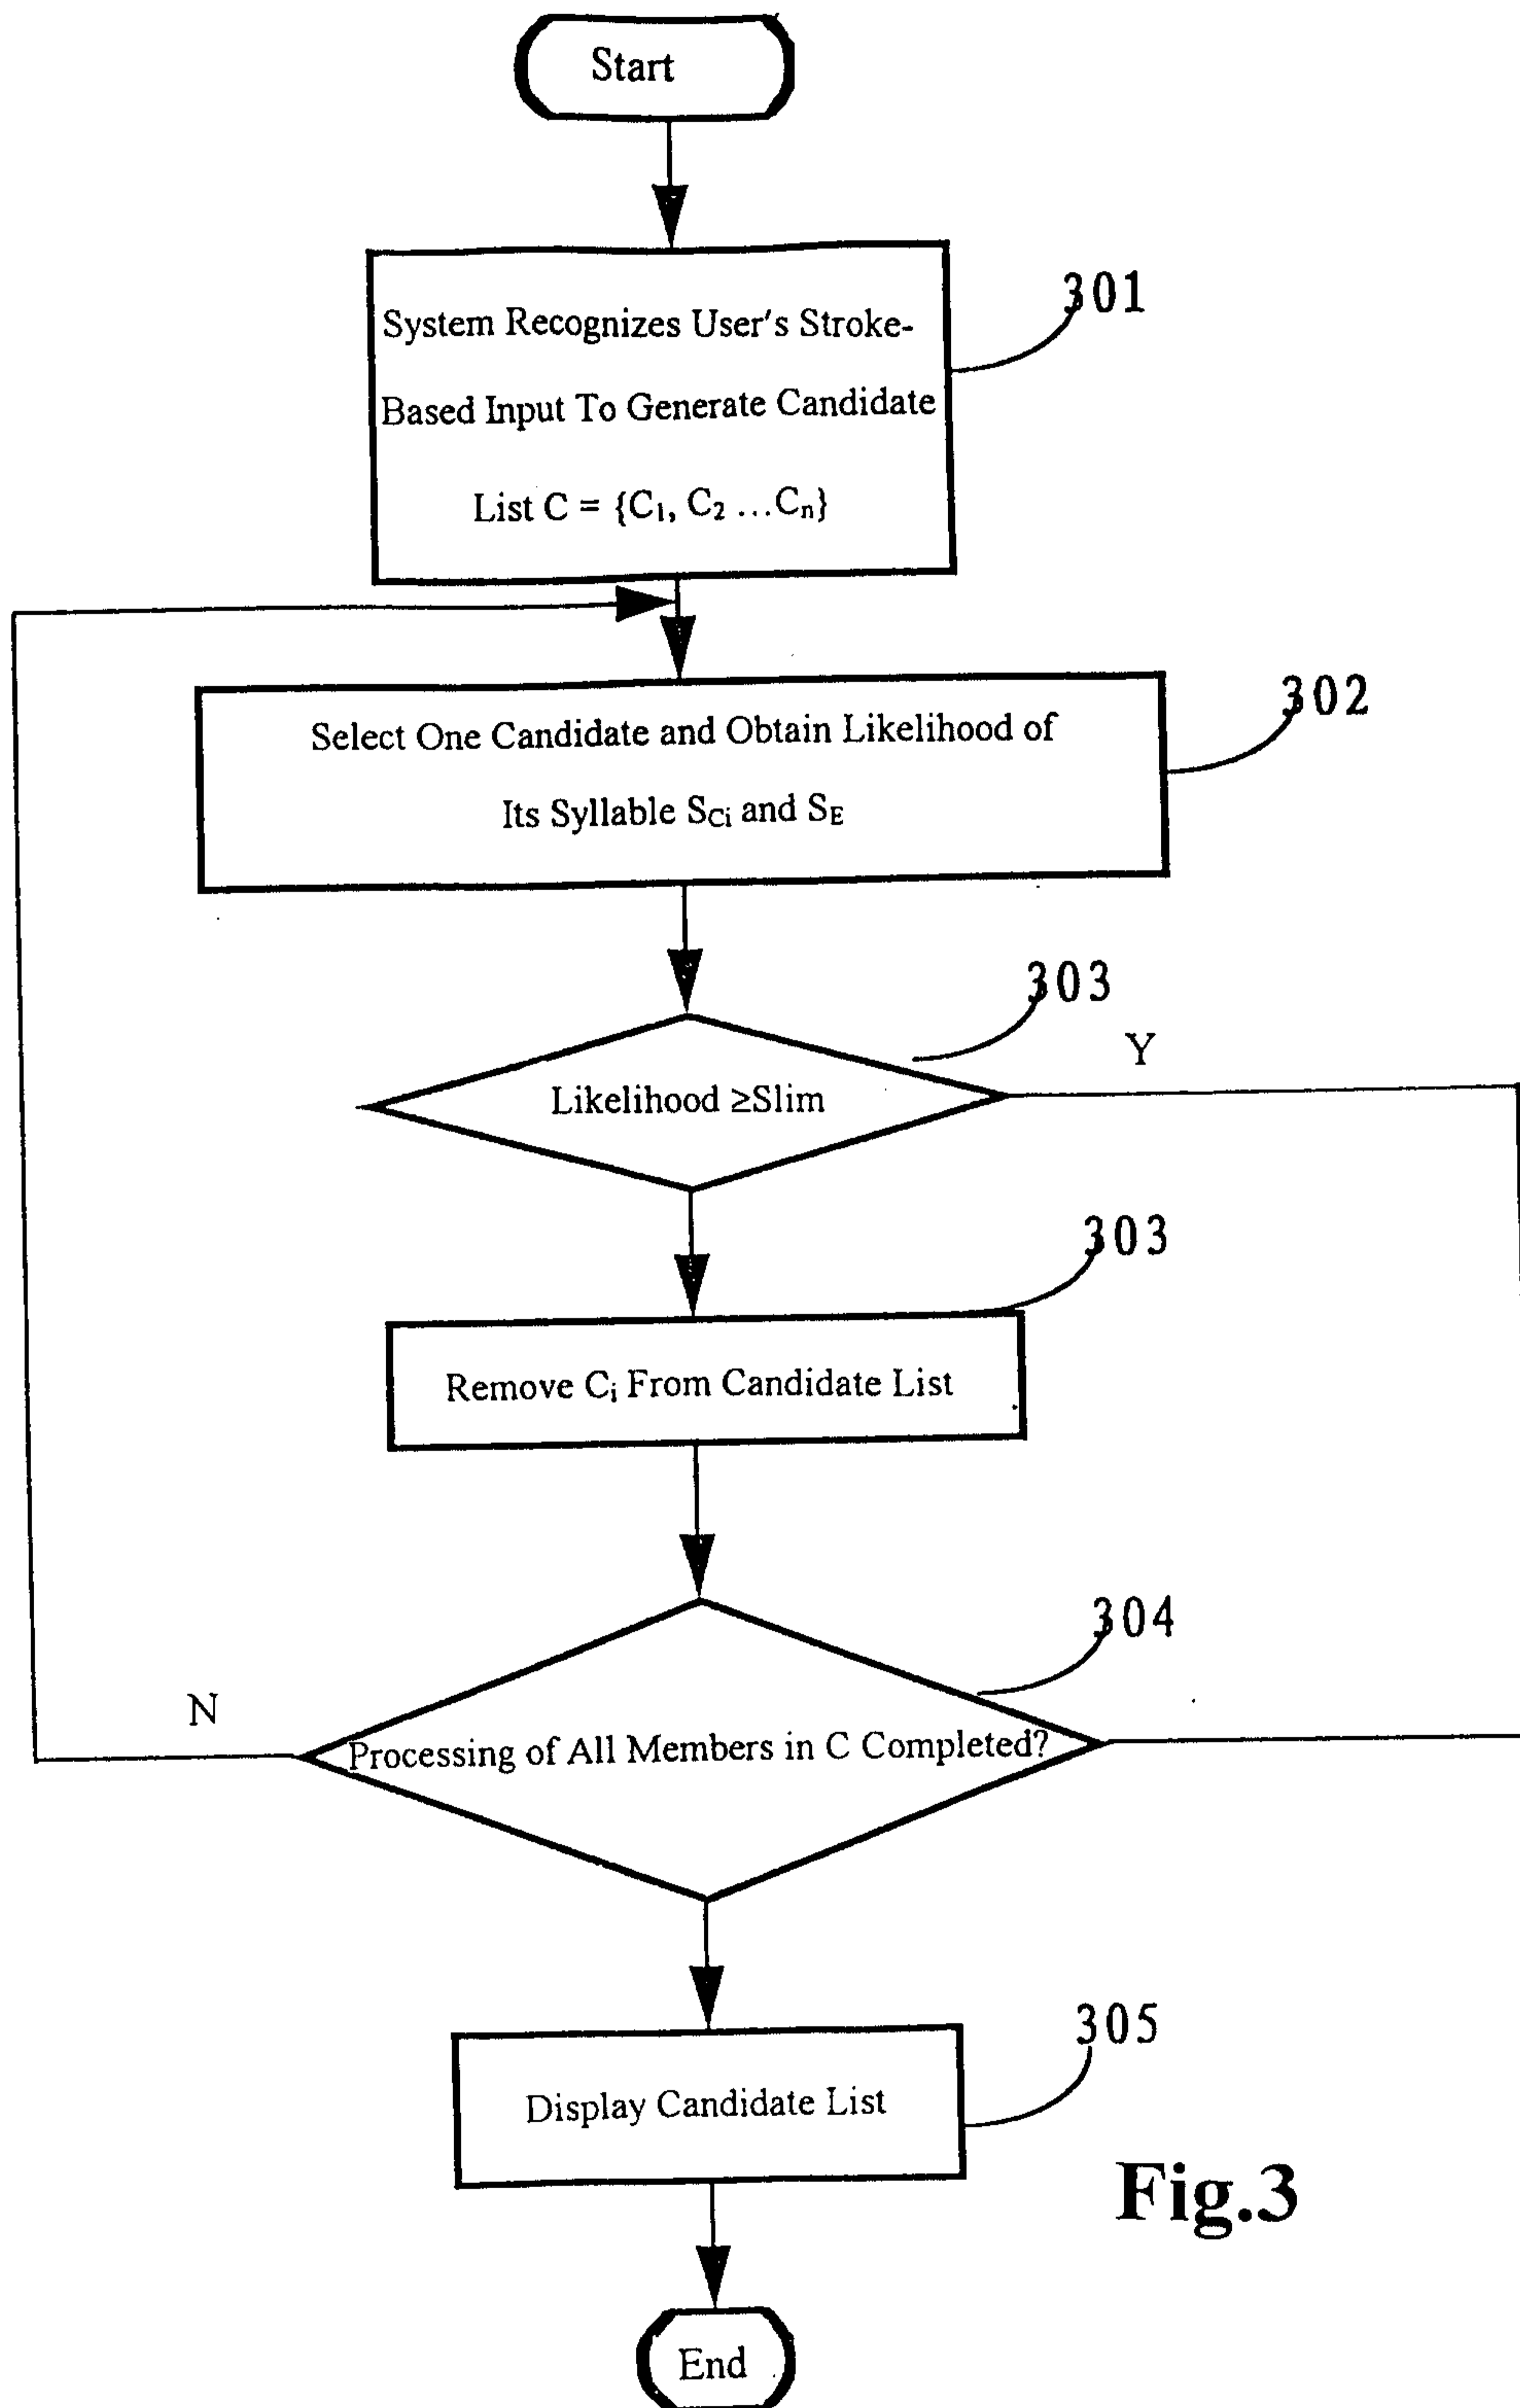 Start
301
System Recognizes User's Stroke-
Based Input To Generate Candidate
List C = {C₁, C₂ ...Cₙ}
302
Select One Candidate and Obtain Likelihood of
Its Syllable S_Ci and S_E
303
Y
Likelihood ≥Slim
303
Remove Cᵢ From Candidate List
304
N
Processing of All Members in C Completed?
305
Display Candidate List
Fig.3
End